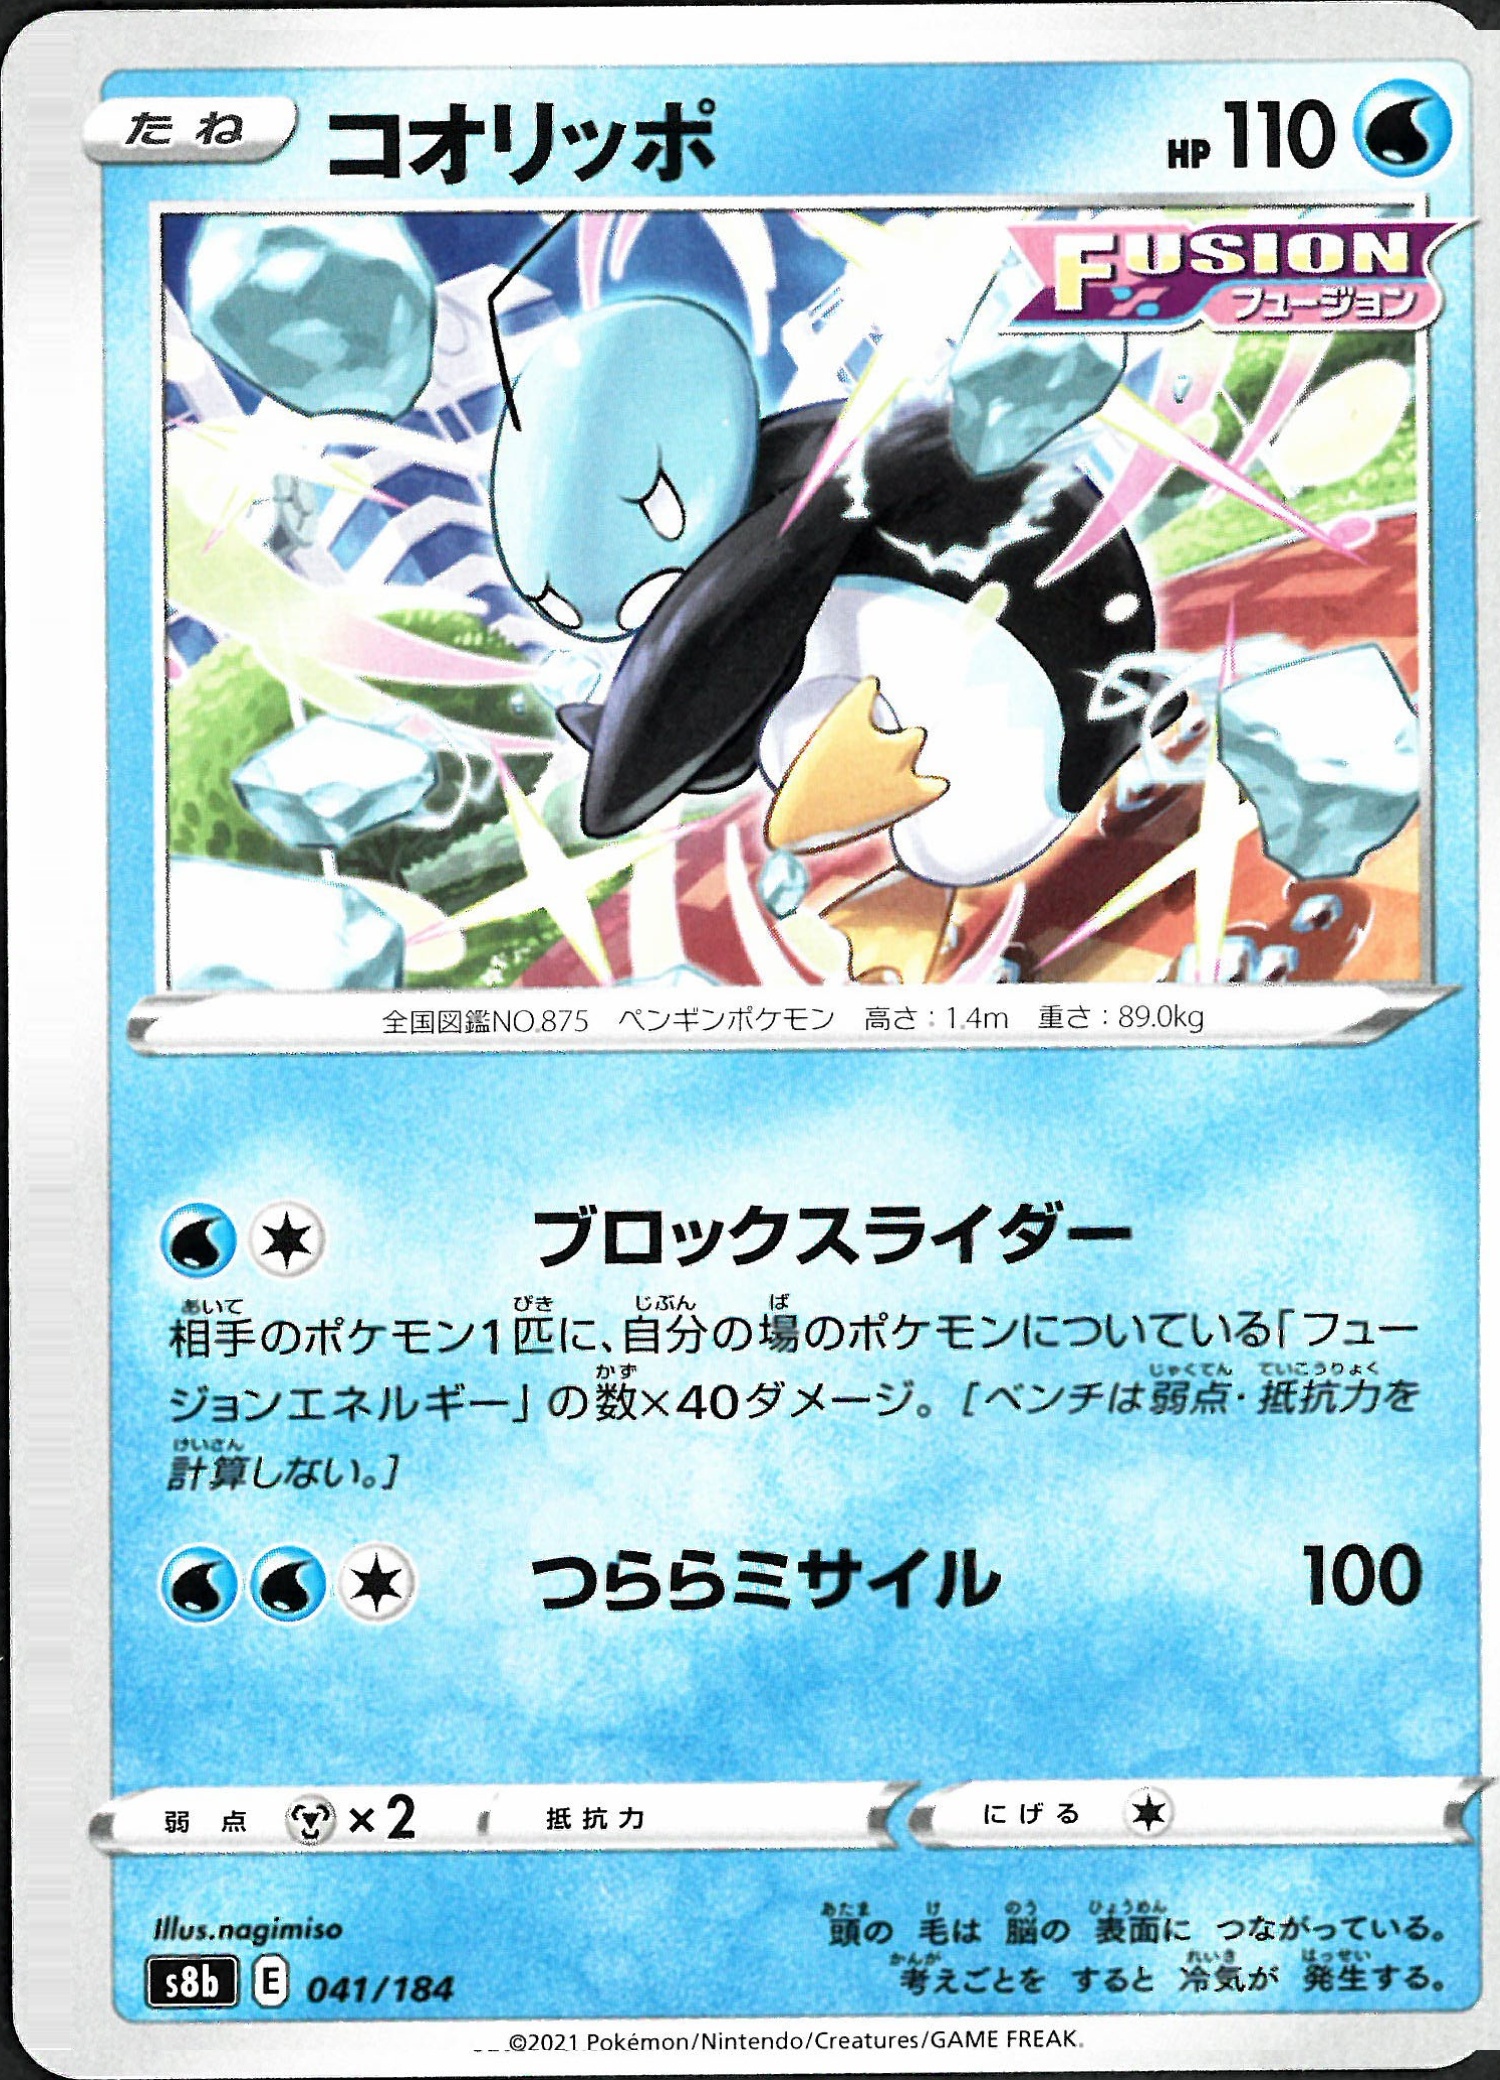 たね コオリッポ HP 110
FUSION
フュージョン
全国図鑑NO.875 ペンギンポケモン 高さ：1.4m 重さ：89.0kg
ブロックスライダー
相手のポケモン1匹に、自分の場のポケモンについている「フュー
ジョンエネルギー」の数×40ダメージ。［ベンチは弱点・抵抗力を
計算しない。］
つららミサイル 100
弱点 ×2 抵抗力 にげる
Illus.nagimiso
頭の 毛は 脳の 表面に つながっている。
考えごとを すると 冷気が 発生する。
s8b E 041/184
©2021 Pokémon/Nintendo/Creatures/GAME FREAK.